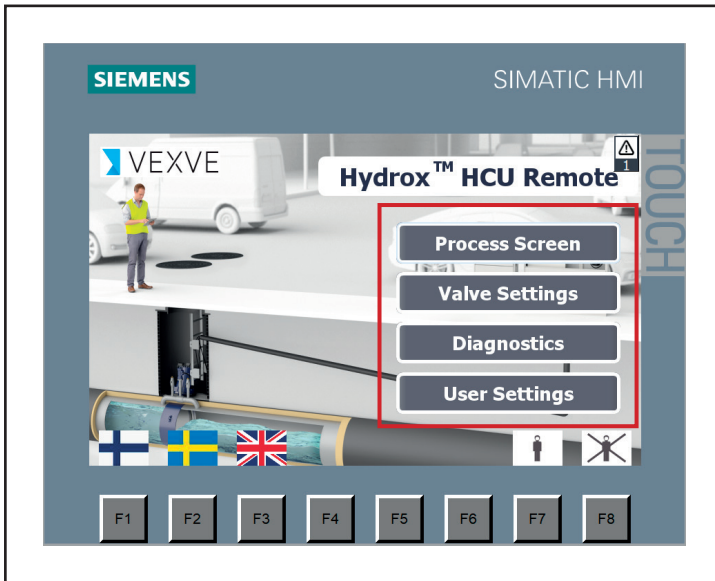 SIEMENS
SIMATIC HMI
TOUCH
VEXVE
Hydrox™ HCU Remote
1
Process Screen
Valve Settings
Diagnostics
User Settings
F1 F2 F3 F4 F5 F6 F7 F8